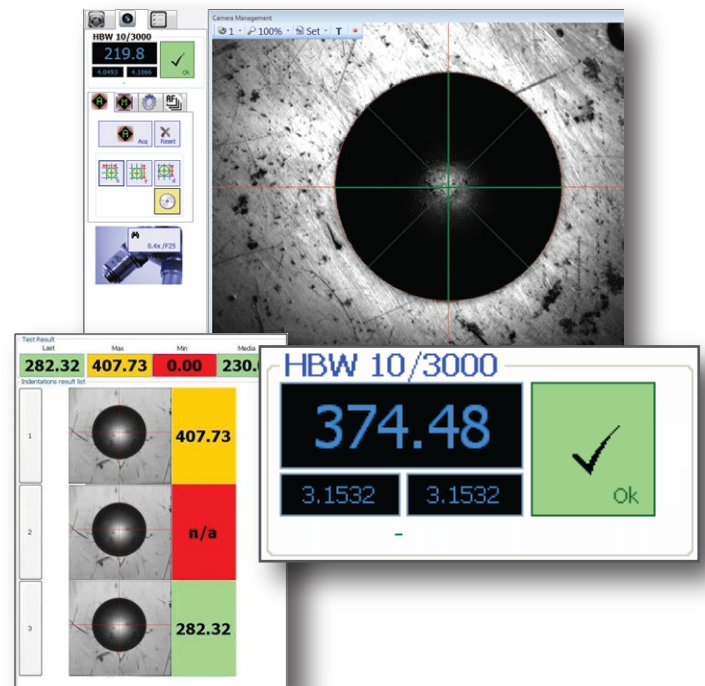 Camera Management
1 100% Set T
HBW 10/3000
219.8
4.0493 4.1066
Ok
A M AF
A Acq Reset
0.4x /F25
Test Result
Last Max Min Media
282.32 407.73 0.00 230.
Indentations result list
1 407.73
2 n/a
3 282.32
HBW 10/3000
374.48
Ok
3.1532 3.1532
-